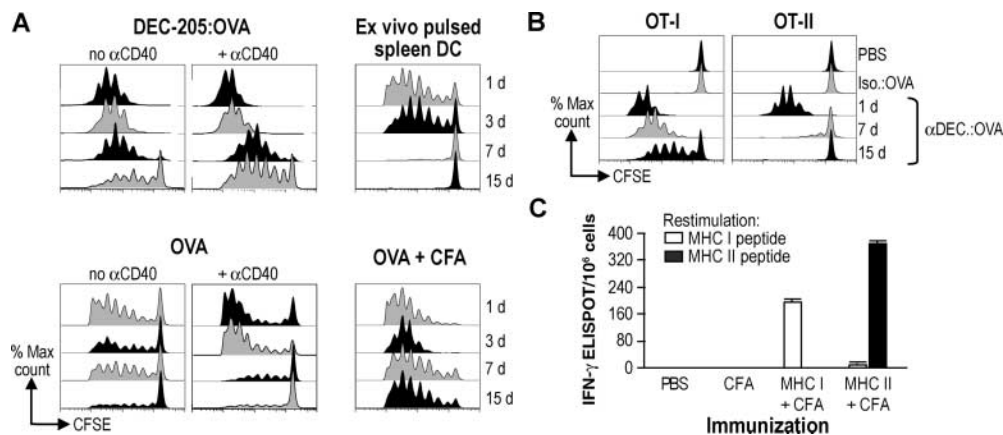 A
DEC-205:OVA
no αCD40
+ αCD40
Ex vivo pulsed
spleen DC
1 d
3 d
7 d
15 d
OVA
no αCD40
+ αCD40
OVA + CFA
1 d
3 d
7 d
15 d
% Max
count
CFSE
B
OT-I
OT-II
PBS
Iso.:OVA
1 d
7 d
15 d
αDEC.:OVA
% Max
count
CFSE
C
Restimulation:
MHC I peptide
MHC II peptide
IFN-γ ELISPOT/10⁶ cells
400
320
240
160
80
0
PBS
CFA
MHC I
+ CFA
MHC II
+ CFA
Immunization